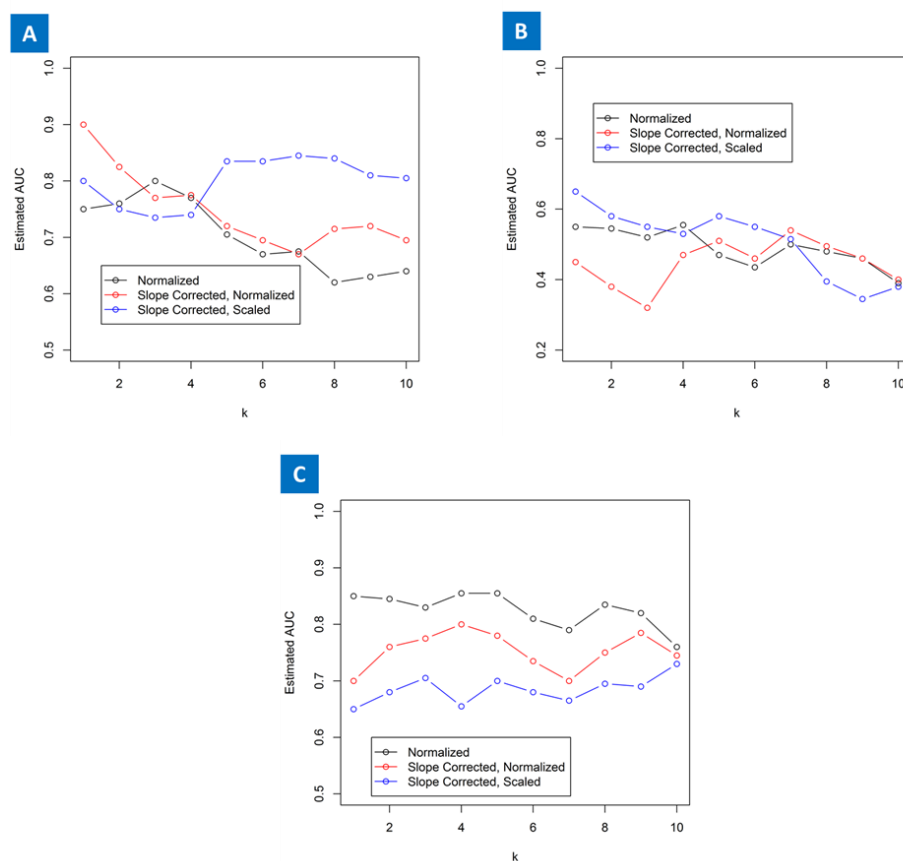 A
Estimated AUC
1.0
0.9
0.8
0.7
0.6
0.5
Normalized
Slope Corrected, Normalized
Slope Corrected, Scaled
2 4 6 8 10
k
B
Estimated AUC
1.0
0.8
0.6
0.4
0.2
Normalized
Slope Corrected, Normalized
Slope Corrected, Scaled
2 4 6 8 10
k
C
Estimated AUC
1.0
0.9
0.8
0.7
0.6
0.5
Normalized
Slope Corrected, Normalized
Slope Corrected, Scaled
2 4 6 8 10
k